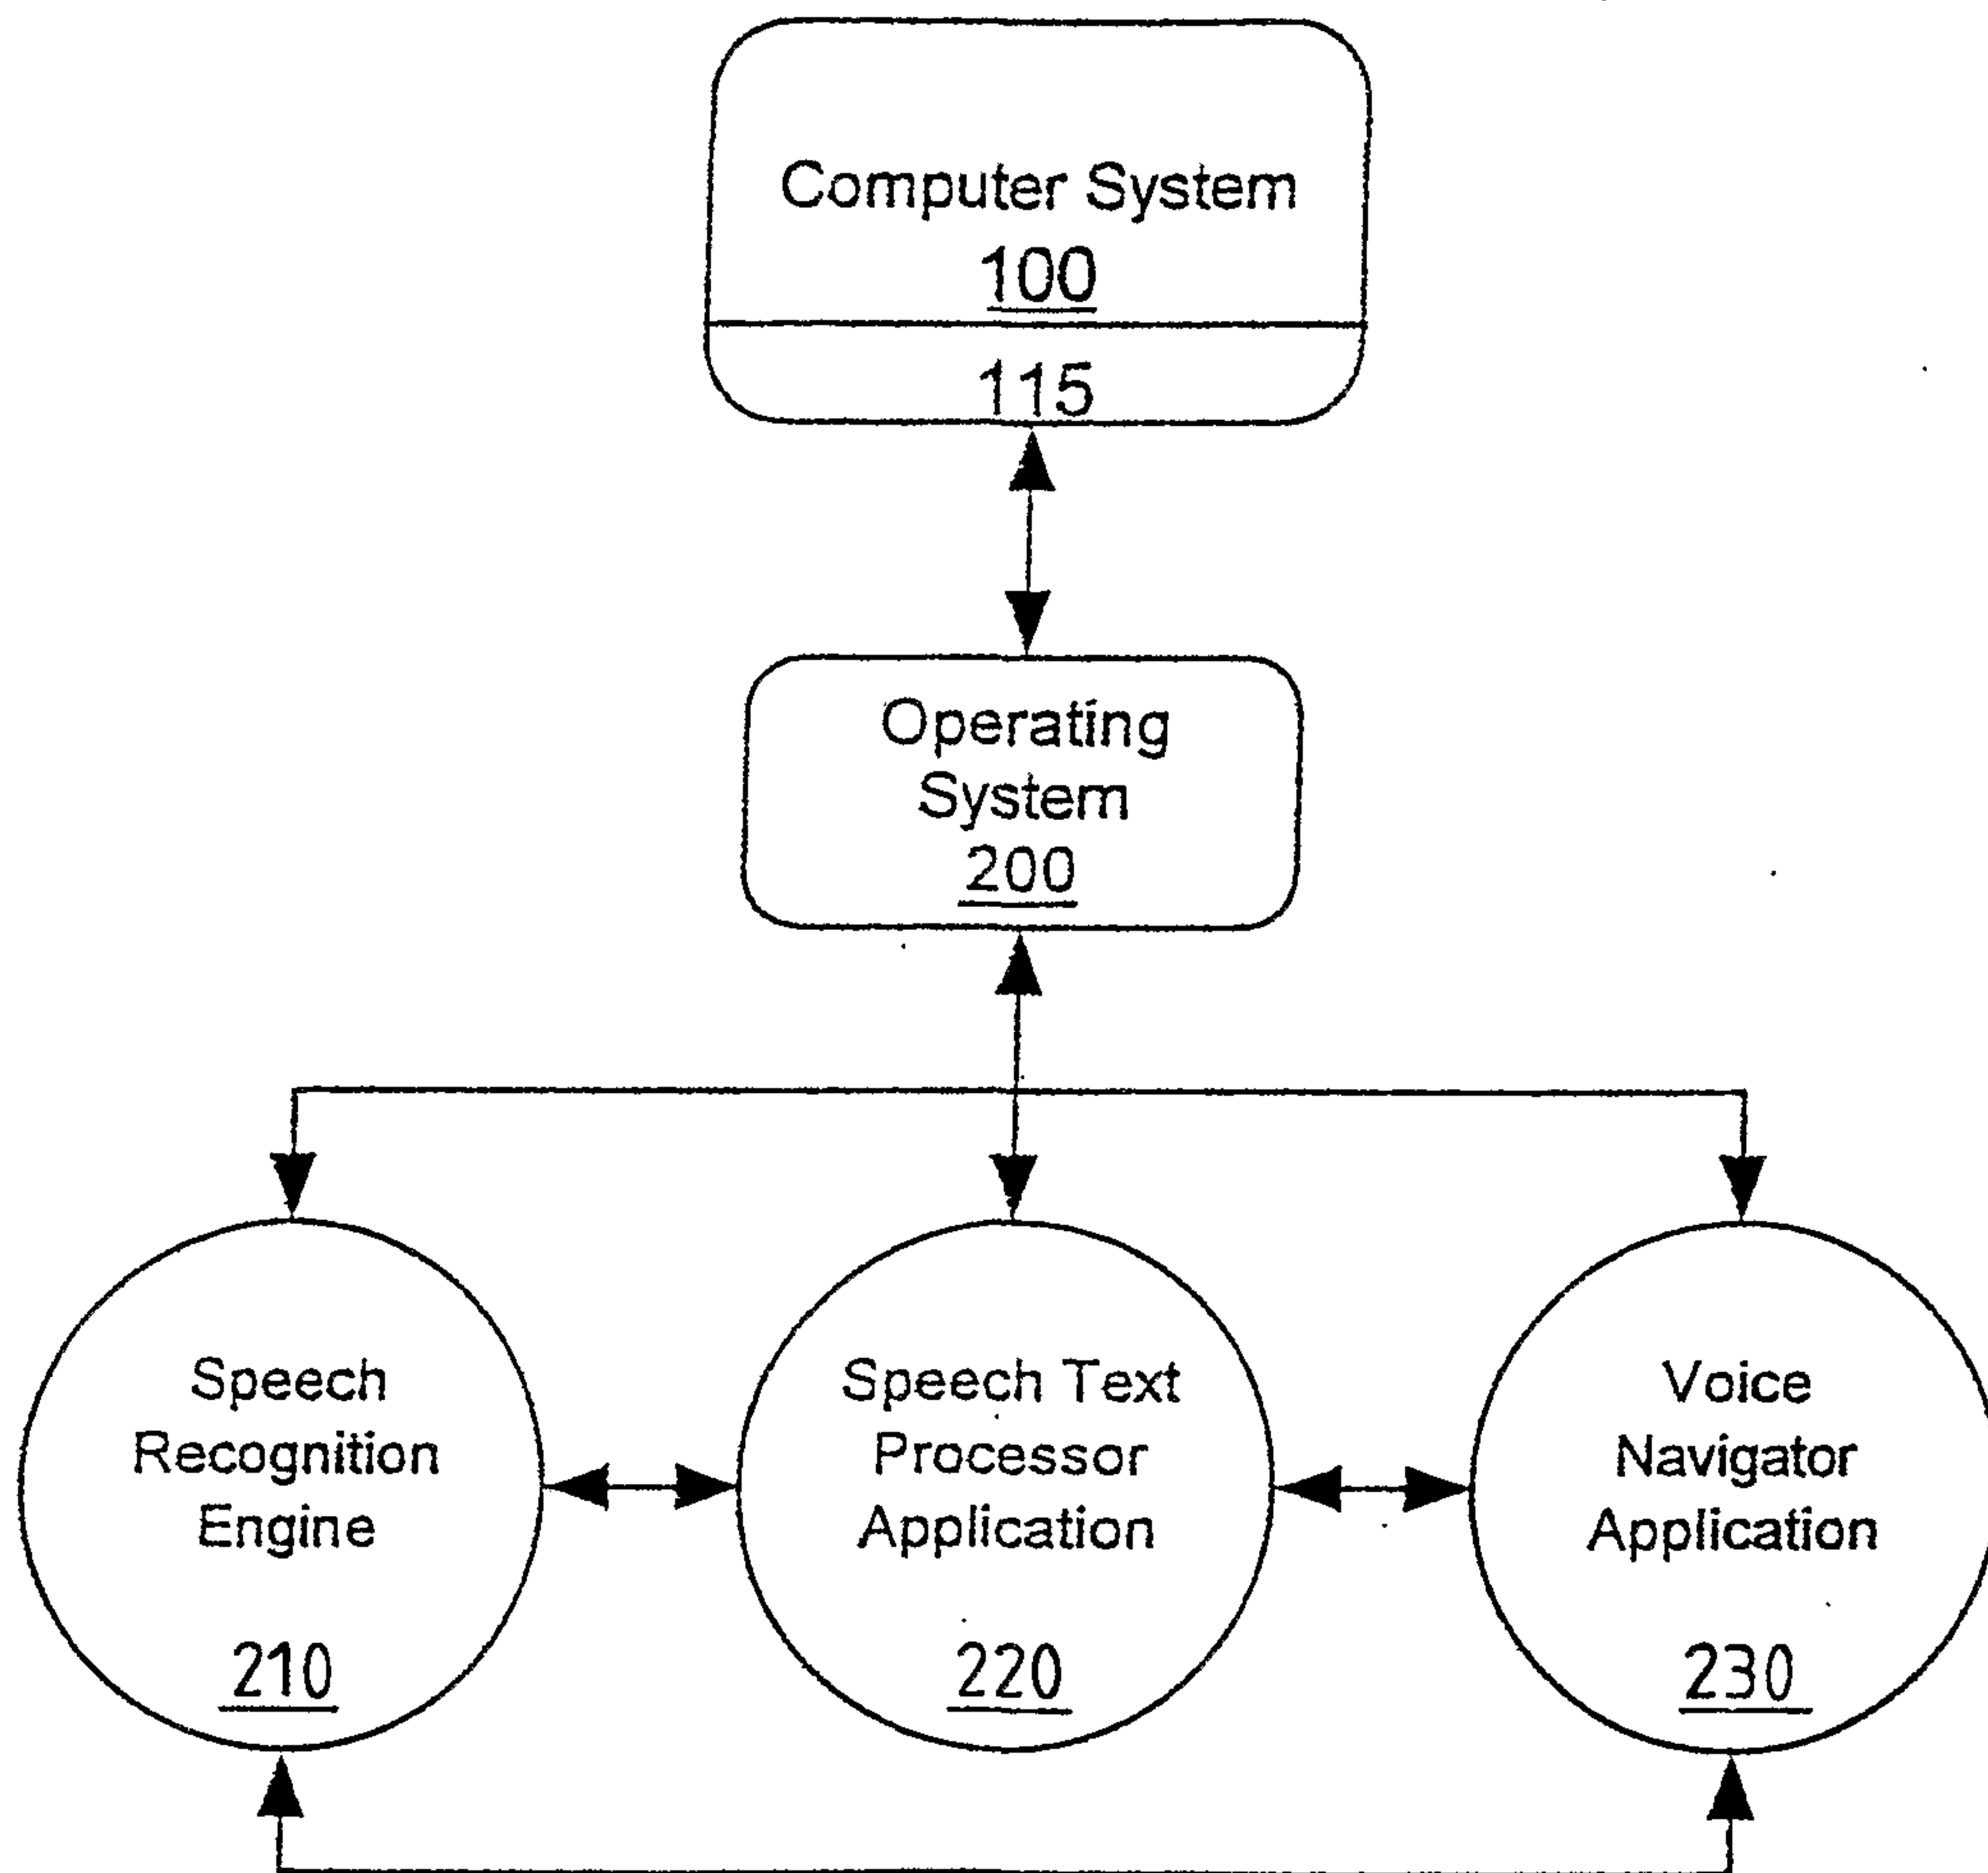 Computer System
100
115
Operating
System
200
Speech
Recognition
Engine
210
Speech Text
Processor
Application
220
Voice
Navigator
Application
230